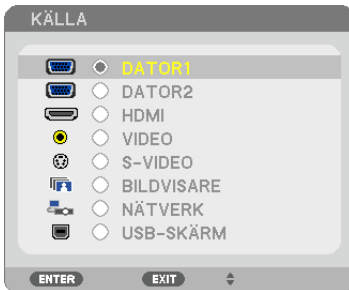 KÄLLA
DATOR1
DATOR2
HDMI
VIDEO
S-VIDEO
BILDVISARE
NÄTVERK
USB-SKÄRM
ENTER EXIT